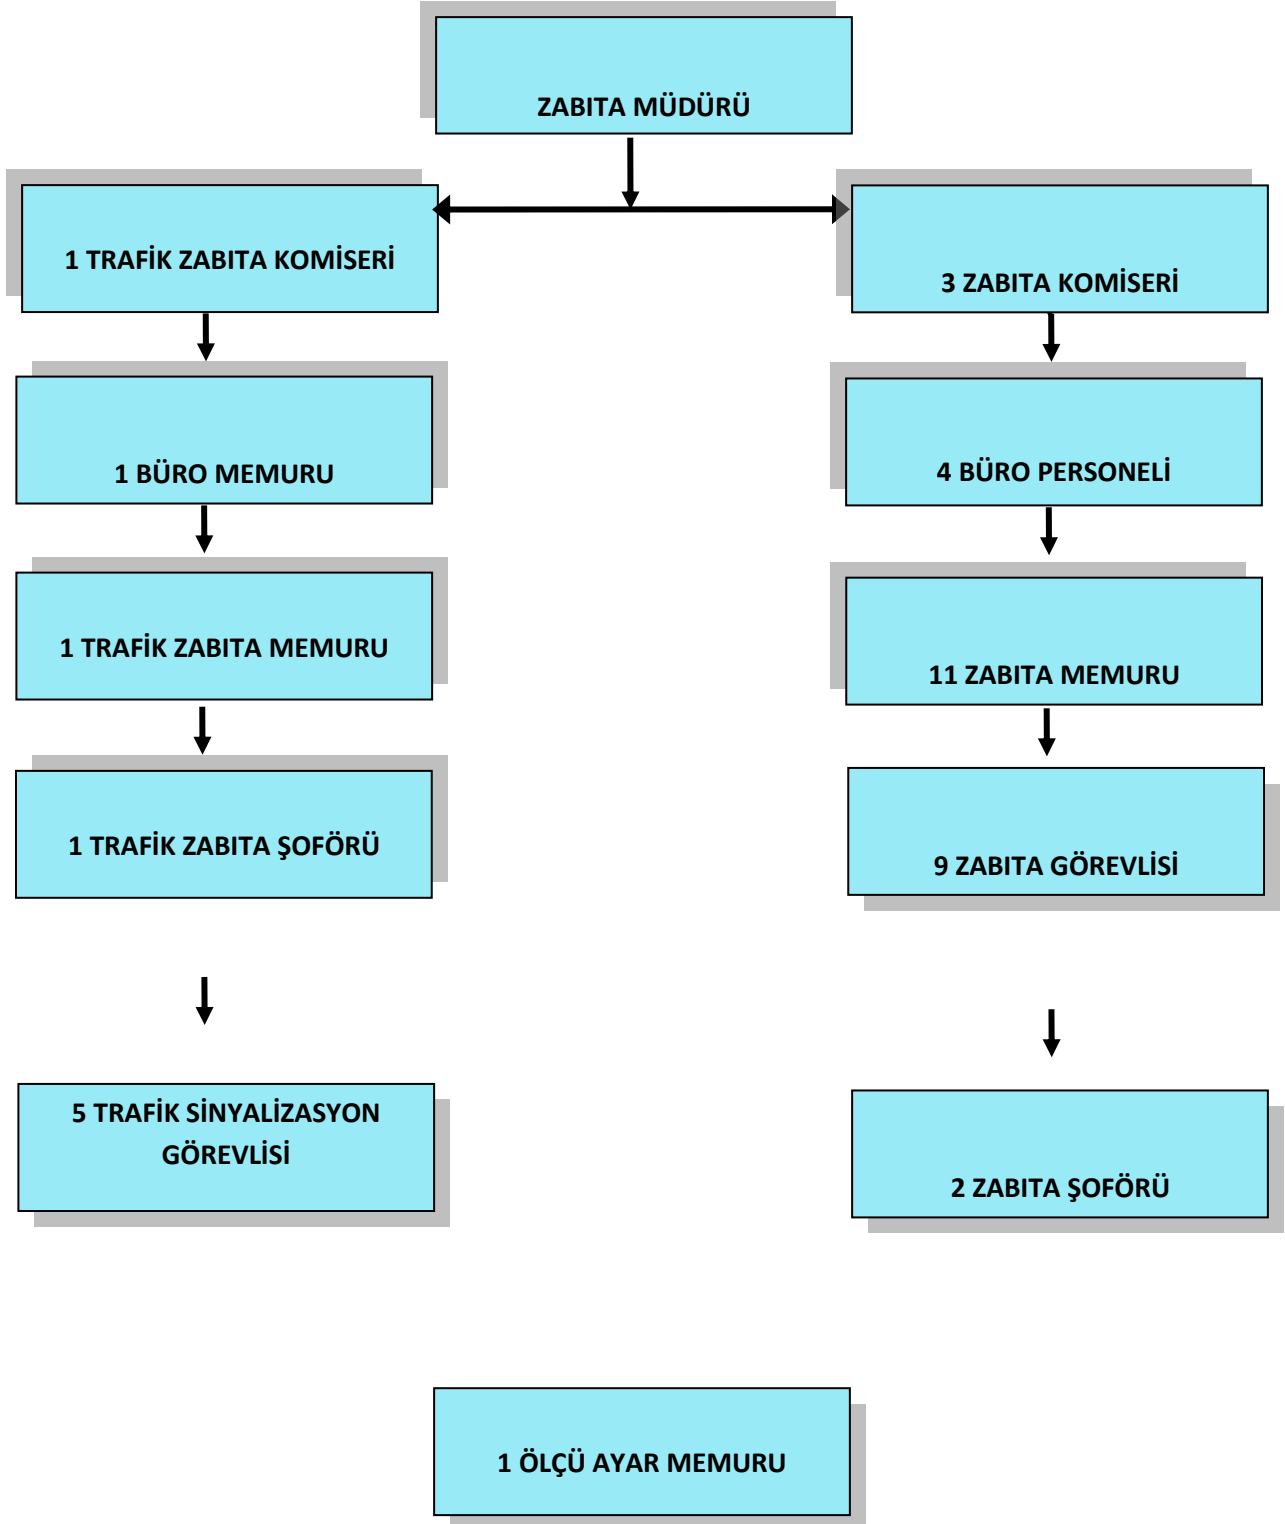 ZABITA MÜDÜRÜ
1 TRAFİK ZABITA KOMİSERİ
3 ZABITA KOMİSERİ
1 BÜRO MEMURU
4 BÜRO PERSONELİ
1 TRAFİK ZABITA MEMURU
11 ZABITA MEMURU
1 TRAFİK ZABITA ŞOFÖRÜ
9 ZABITA GÖREVLİSİ
5 TRAFİK SİNYALİZASYON
GÖREVLİSİ
2 ZABITA ŞOFÖRÜ
1 ÖLÇÜ AYAR MEMURU